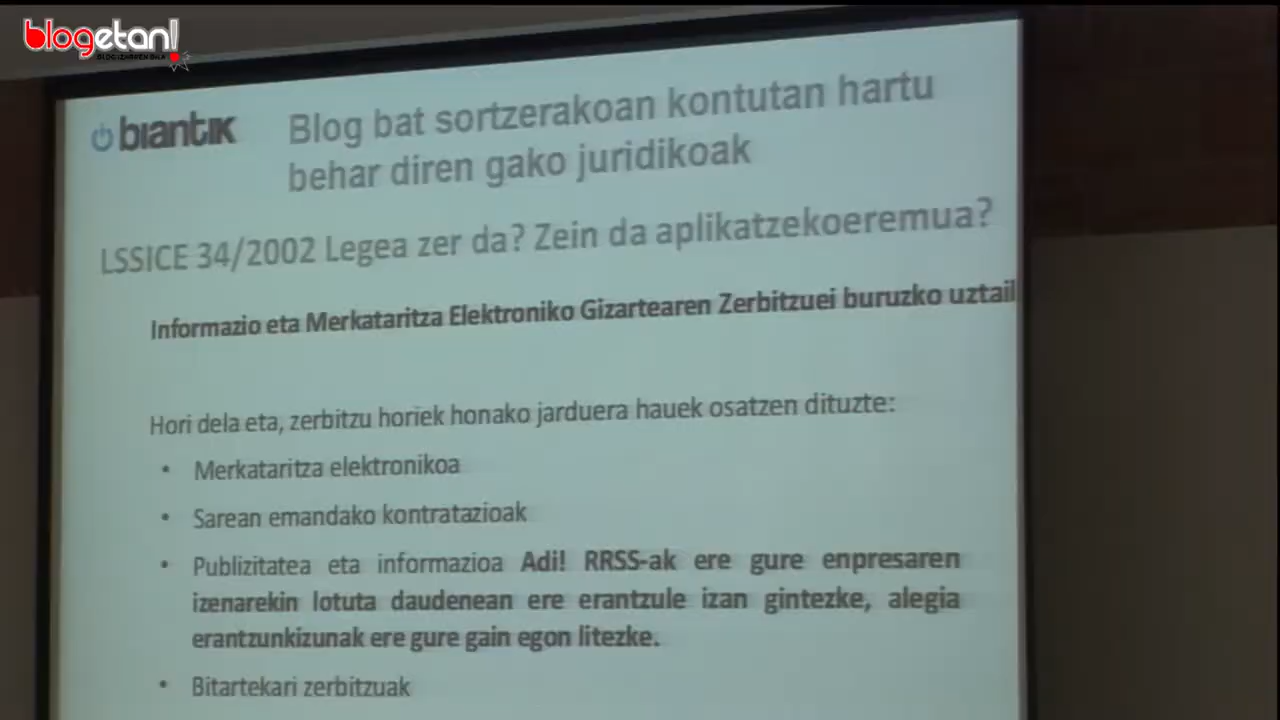 blogetan!
BLOG IZARREN BILA
biantik
Blog bat sortzerakoan kontutan hartu
behar diren gako juridikoak
LSSICE 34/2002 Legea zer da? Zein da aplikatzekoeremua?
Informazio eta Merkataritza Elektroniko Gizartearen Zerbitzuei buruzko uztail
Hori dela eta, zerbitzu horiek honako jarduera hauek osatzen dituzte:
• Merkataritza elektronikoa
• Sarean emandako kontratazioak
• Publizitatea eta informazioa Adi! RRSS-ak ere gure enpresaren
izenarekin lotuta daudenean ere erantzule izan gintezke, alegia
erantzunkizunak ere gure gain egon litezke.
• Bitartekari zerbitzuak